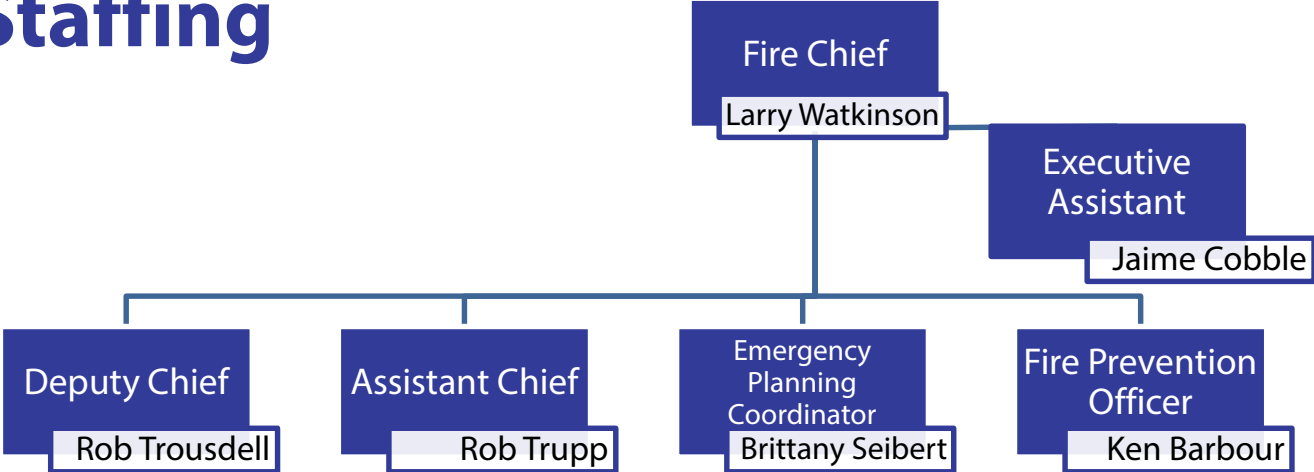 Staffing
Fire Chief
Larry Watkinson
Executive
Assistant
Jaime Cobble
Deputy Chief
Rob Trousdell
Assistant Chief
Rob Trupp
Emergency
Planning
Coordinator
Brittany Seibert
Fire Prevention
Officer
Ken Barbour